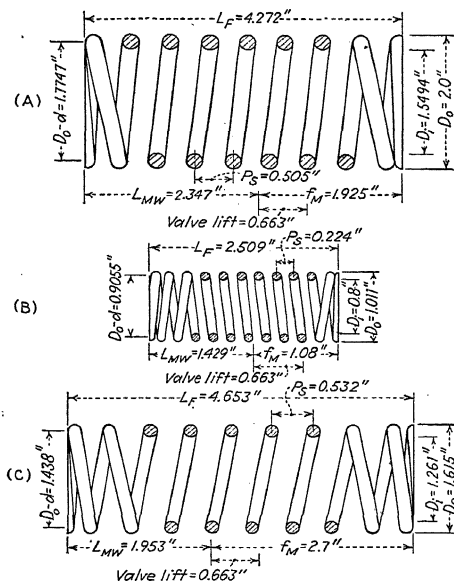 L_F=4.272"
(A)
D_o-d=1.7747"
D_i=1.5494"
D_o=2.0"
P_S=0.505"
L_MW=2.347"
f_M=1.925"
Valve lift=0.663"
L_F=2.509"
P_S=0.224"
(B)
D_o-d=0.9055"
D_i=0.8"
D_o=1.011"
L_MW=1.429"
f_M=1.08"
Valve lift=0.663"
P_S=0.532"
L_F=4.653"
(C)
D_o-d=1.438"
D_i=1.261"
D_o=1.615"
L_MW=1.953"
f_M=2.7"
Valve lift=0.663"